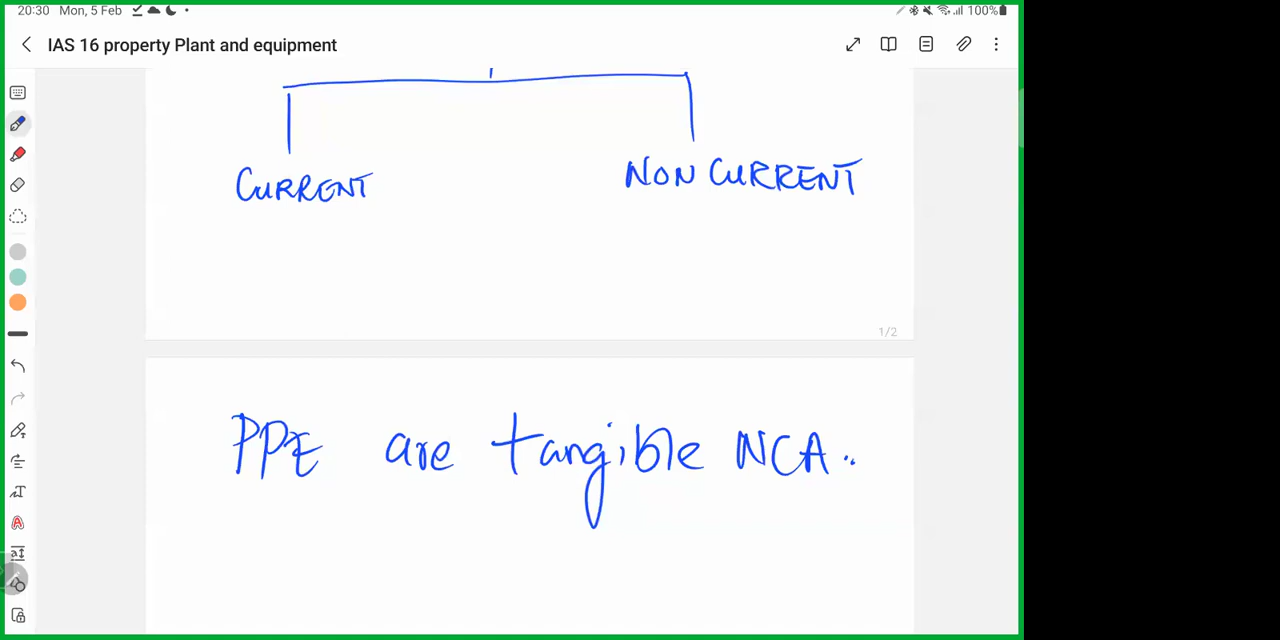 20:30 Mon, 5 Feb 100%
IAS 16 property Plant and equipment
CURRENT
NON CURRENT
1/2
PPE are tangible NCA..